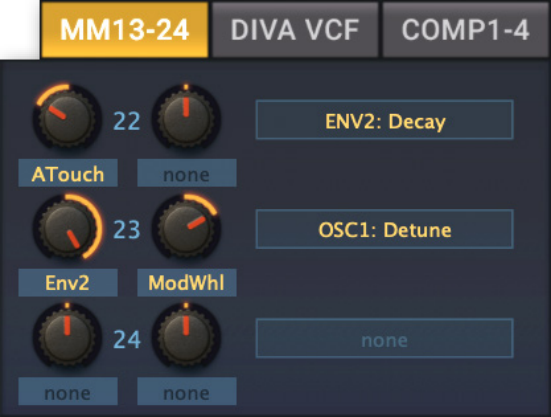 MM13-24 DIVA VCF COMP1-4
22 ENV2: Decay
ATouch none
23 OSC1: Detune
Env2 ModWhl
24 none
none none